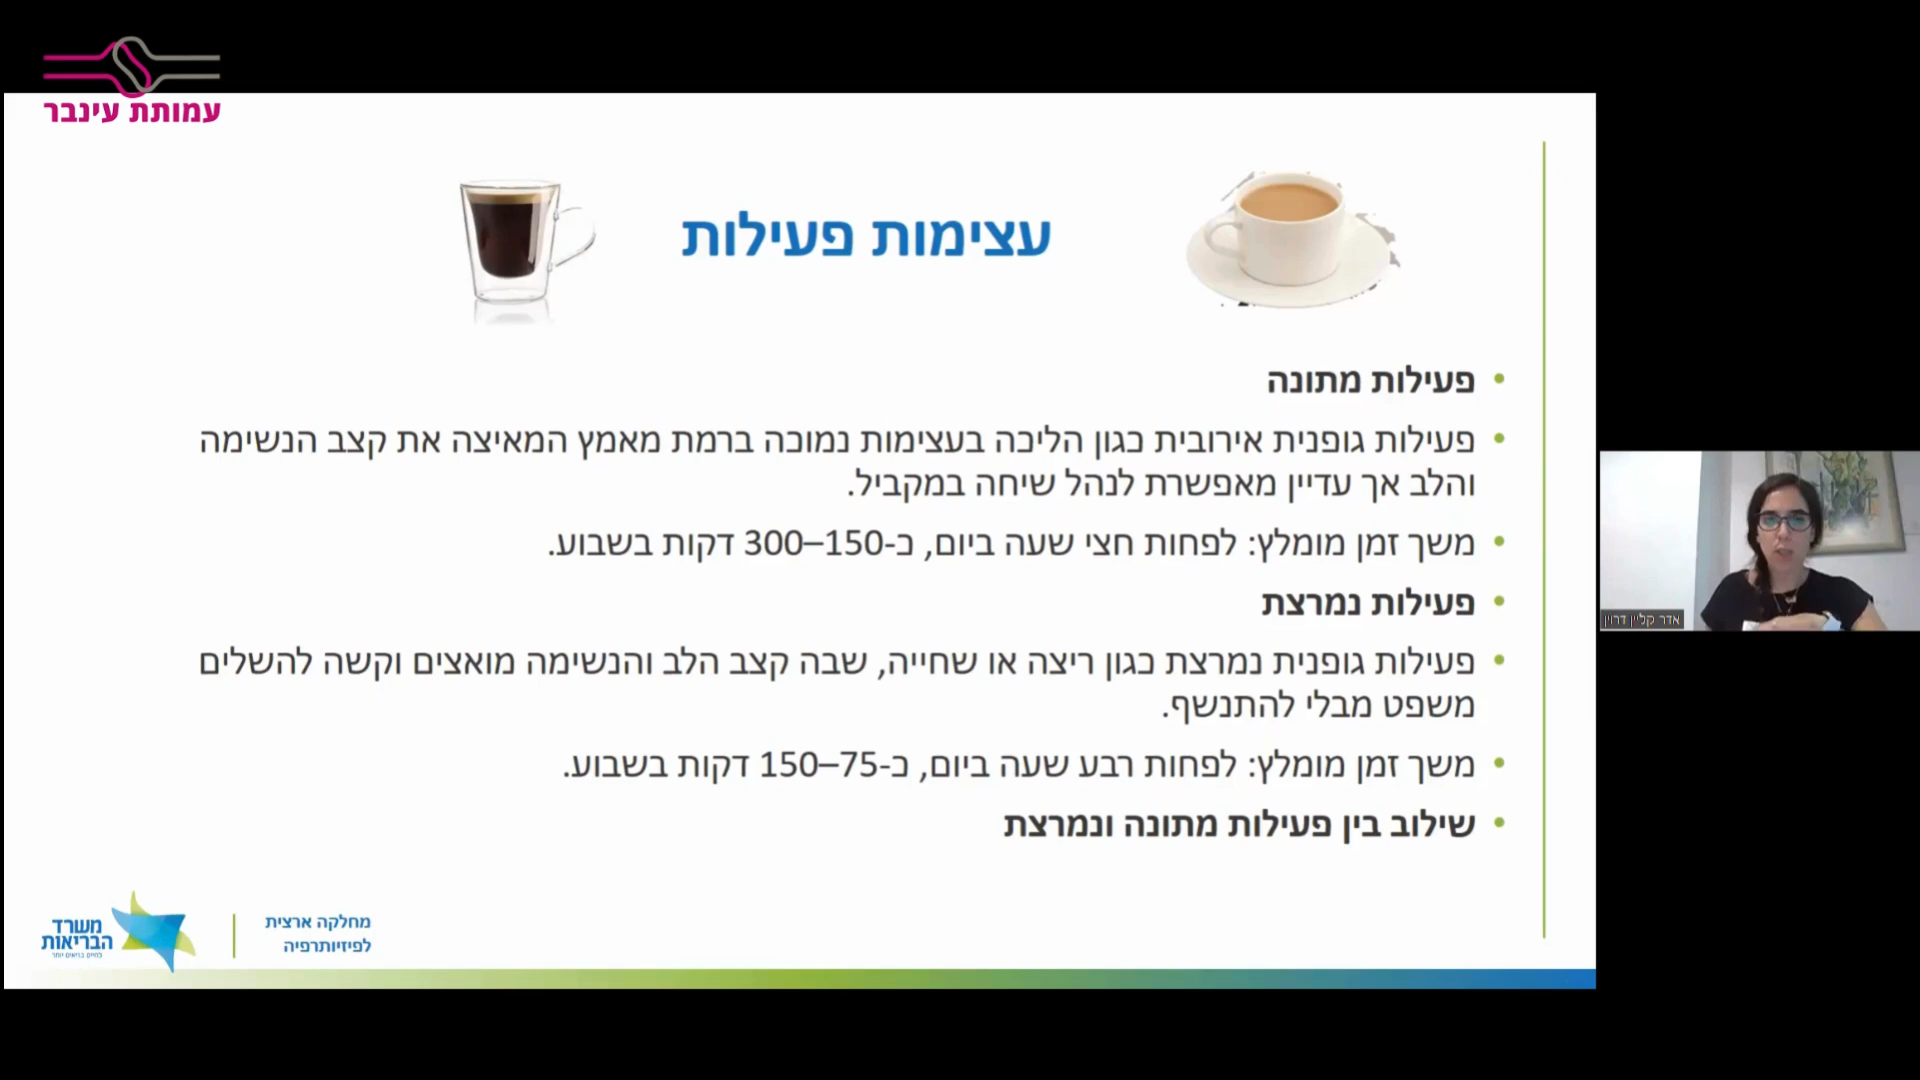 עמותת עינבר
עצימות פעילות
• פעילות מתונה
• פעילות גופנית אירובית כגון הליכה בעצימות נמוכה ברמת מאמץ המאיצה את קצב הנשימה
והלב אך עדיין מאפשרת לנהל שיחה במקביל.
• משך זמן מומלץ: לפחות חצי שעה ביום, כ-150–300 דקות בשבוע.
• פעילות נמרצת
• פעילות גופנית נמרצת כגון ריצה או שחייה, שבה קצב הלב והנשימה מואצים וקשה להשלים
משפט מבלי להתנשף.
• משך זמן מומלץ: לפחות רבע שעה ביום, כ-75–150 דקות בשבוע.
• שילוב בין פעילות מתונה ונמרצת
מחלקה ארצית
לפיזיותרפיה
משרד
הבריאות
לחיים בריאים יותר
אדר קליין דרוין